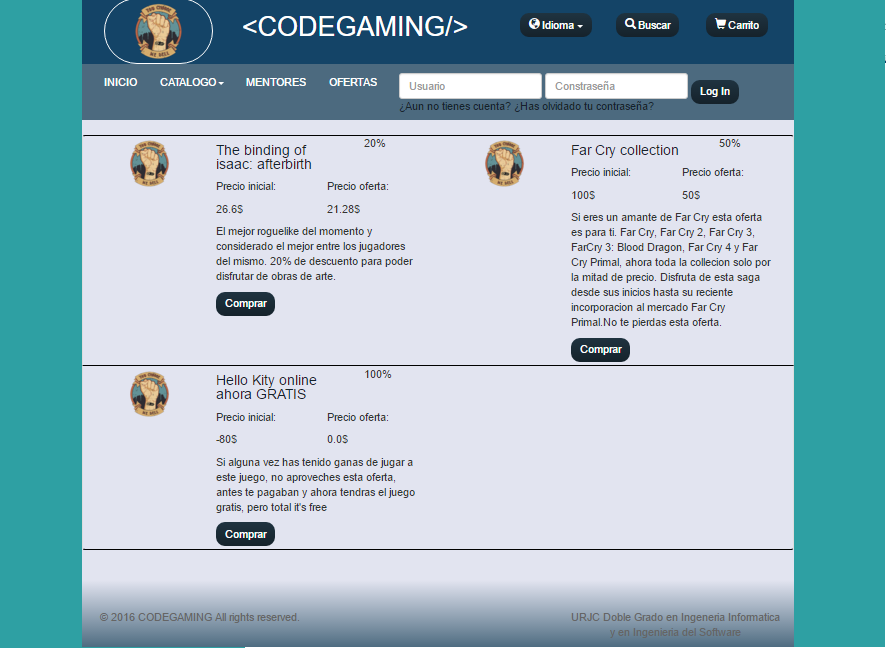 <CODEGAMING/>
Idioma
Buscar
Carrito
INICIO
CATALOGO
MENTORES
OFERTAS
Usuario
Constraseña
Log In
¿Aun no tienes cuenta? ¿Has olvidado tu contraseña?
The binding of
isaac: afterbirth
20%
Precio inicial:
Precio oferta:
26.6$
21.28$
El mejor roguelike del momento y
considerado el mejor entre los jugadores
del mismo. 20% de descuento para poder
disfrutar de obras de arte.
Comprar
Far Cry collection
50%
Precio inicial:
Precio oferta:
100$
50$
Si eres un amante de Far Cry esta oferta
es para ti. Far Cry, Far Cry 2, Far Cry 3,
FarCry 3: Blood Dragon, Far Cry 4 y Far
Cry Primal, ahora toda la collecion solo por
la mitad de precio. Disfruta de esta saga
desde sus inicios hasta su reciente
incorporacion al mercado Far Cry
Primal.No te pierdas esta oferta.
Comprar
Hello Kity online
ahora GRATIS
100%
Precio inicial:
Precio oferta:
-80$
0.0$
Si alguna vez has tenido ganas de jugar a
este juego, no aproveches esta oferta,
antes te pagaban y ahora tendras el juego
gratis, pero total it's free
Comprar
© 2016 CODEGAMING All rights reserved.
URJC Doble Grado en Ingeneria Informatica
y en Ingenieria del Software